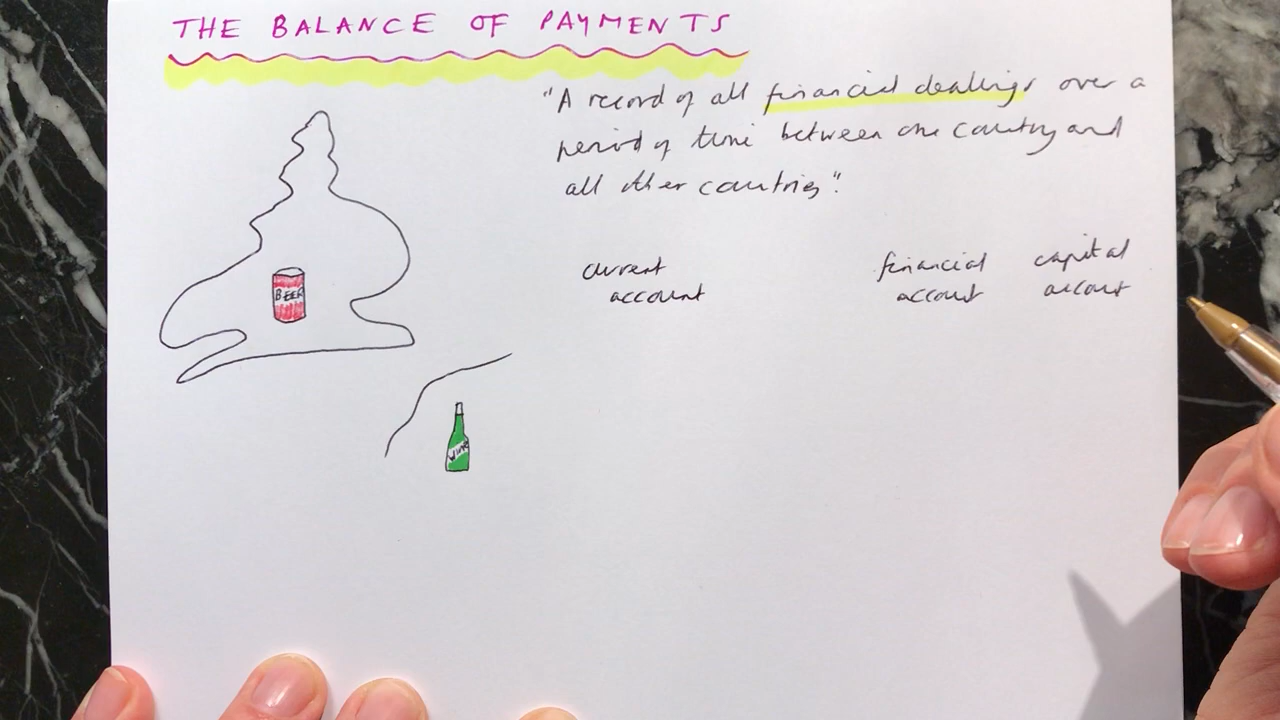 THE BALANCE OF PAYMENTS
"A record of all financial dealings over a
period of time between one country and
all other countries".
current
account
financial
account
capital
account
BEER
WINE